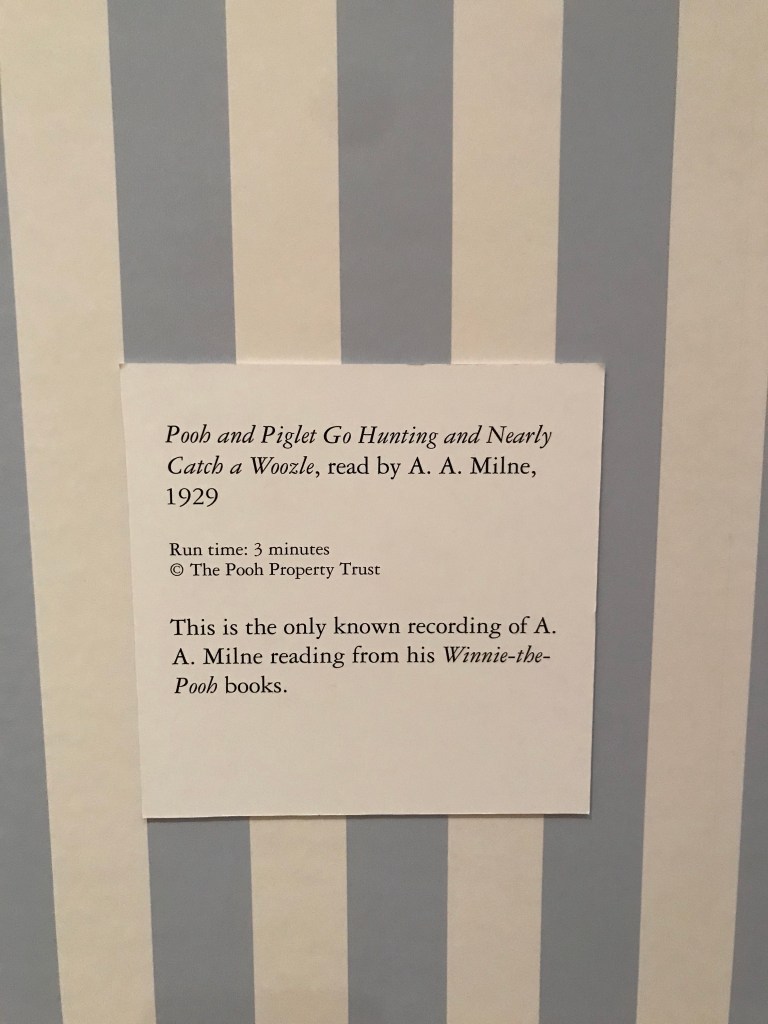 Pooh and Piglet Go Hunting and Nearly
Catch a Woozle, read by A. A. Milne,
1929
Run time: 3 minutes
© The Pooh Property Trust
This is the only known recording of A.
A. Milne reading from his Winnie-the-
Pooh books.